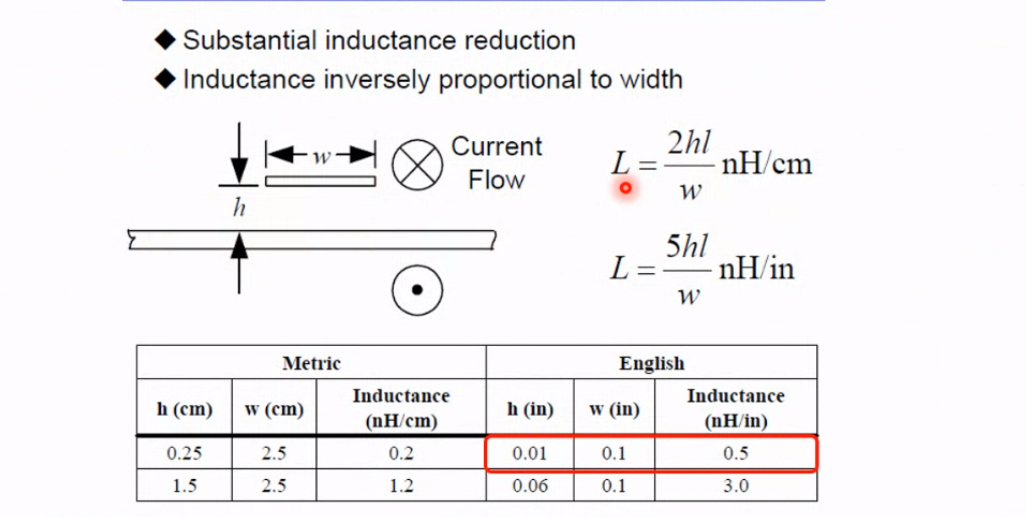 ◆ Substantial inductance reduction
◆ Inductance inversely proportional to width
w
Current
Flow
h
L = 2hl/w nH/cm
L = 5hl/w nH/in
Metric English
h (cm) w (cm) Inductance (nH/cm) h (in) w (in) Inductance (nH/in)
0.25 2.5 0.2 0.01 0.1 0.5
1.5 2.5 1.2 0.06 0.1 3.0